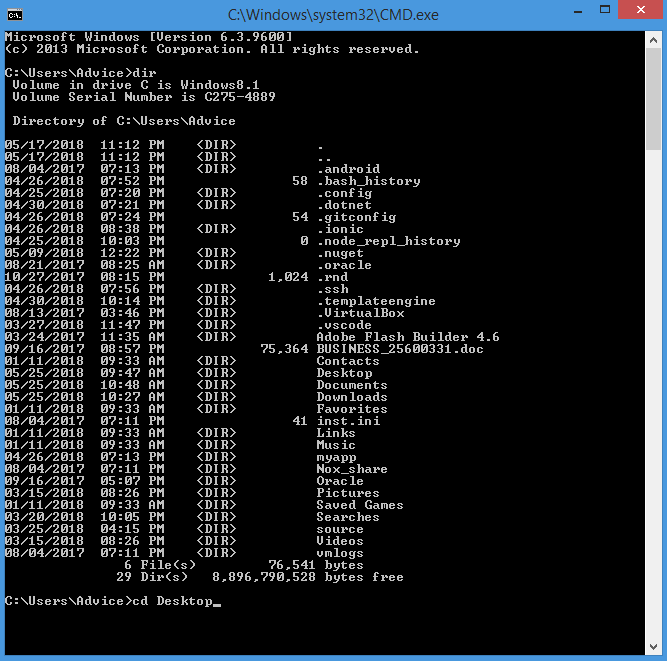 C:\Windows\system32\CMD.exe
Microsoft Windows [Version 6.3.9600]
(c) 2013 Microsoft Corporation. All rights reserved.
C:\Users\Advice>dir
 Volume in drive C is Windows8.1
 Volume Serial Number is C275-4889
 Directory of C:\Users\Advice
05/17/2018  11:12 PM    <DIR>          .
05/17/2018  11:12 PM    <DIR>          ..
08/04/2017  07:13 PM    <DIR>          .android
04/26/2018  07:52 PM                58 .bash_history
04/25/2018  07:20 PM    <DIR>          .config
04/30/2018  07:21 PM    <DIR>          .dotnet
04/26/2018  07:24 PM                54 .gitconfig
04/26/2018  08:38 PM    <DIR>          .ionic
04/25/2018  10:03 PM                 0 .node_repl_history
05/09/2018  12:22 PM    <DIR>          .nuget
08/21/2017  08:25 AM    <DIR>          .oracle
10/27/2017  08:15 PM             1,024 .rnd
04/26/2018  07:56 PM    <DIR>          .ssh
04/30/2018  10:14 PM    <DIR>          .templateengine
08/13/2017  03:46 PM    <DIR>          .VirtualBox
03/27/2018  11:47 PM    <DIR>          .vscode
03/24/2017  11:35 AM    <DIR>          Adobe Flash Builder 4.6
09/16/2017  08:57 PM            75,364 BUSINESS_25600331.doc
01/11/2018  09:33 AM    <DIR>          Contacts
05/25/2018  09:47 AM    <DIR>          Desktop
05/25/2018  10:48 AM    <DIR>          Documents
05/25/2018  10:27 AM    <DIR>          Downloads
01/11/2018  09:33 AM    <DIR>          Favorites
08/04/2017  07:11 PM                41 inst.ini
01/11/2018  09:33 AM    <DIR>          Links
01/11/2018  09:33 AM    <DIR>          Music
04/26/2018  07:13 PM    <DIR>          myapp
08/04/2017  07:11 PM    <DIR>          Nox_share
09/16/2017  05:07 PM    <DIR>          Oracle
03/15/2018  08:26 PM    <DIR>          Pictures
01/11/2018  09:33 AM    <DIR>          Saved Games
03/20/2018  10:05 PM    <DIR>          Searches
03/25/2018  04:15 PM    <DIR>          source
03/15/2018  08:26 PM    <DIR>          Videos
08/04/2017  07:11 PM    <DIR>          vmlogs
               6 File(s)         76,541 bytes
              29 Dir(s)   8,896,790,528 bytes free
C:\Users\Advice>cd Desktop_